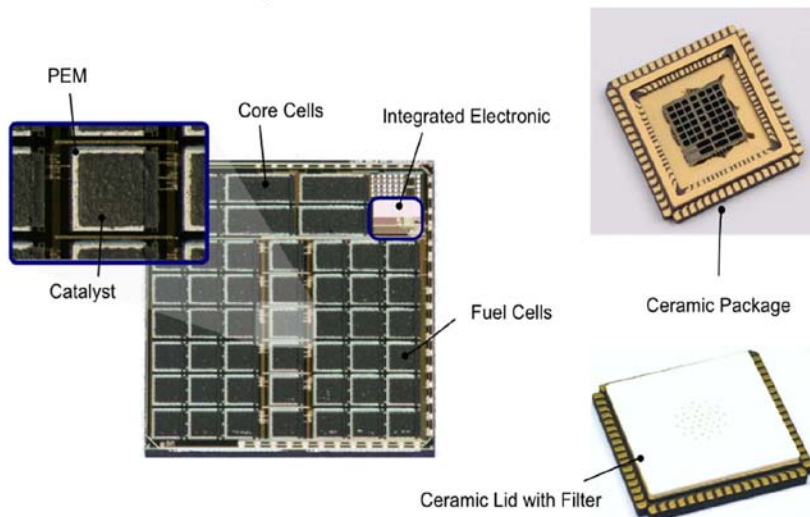 PEM
Core Cells
Integrated Electronic
Catalyst
Fuel Cells
Ceramic Package
Ceramic Lid with Filter